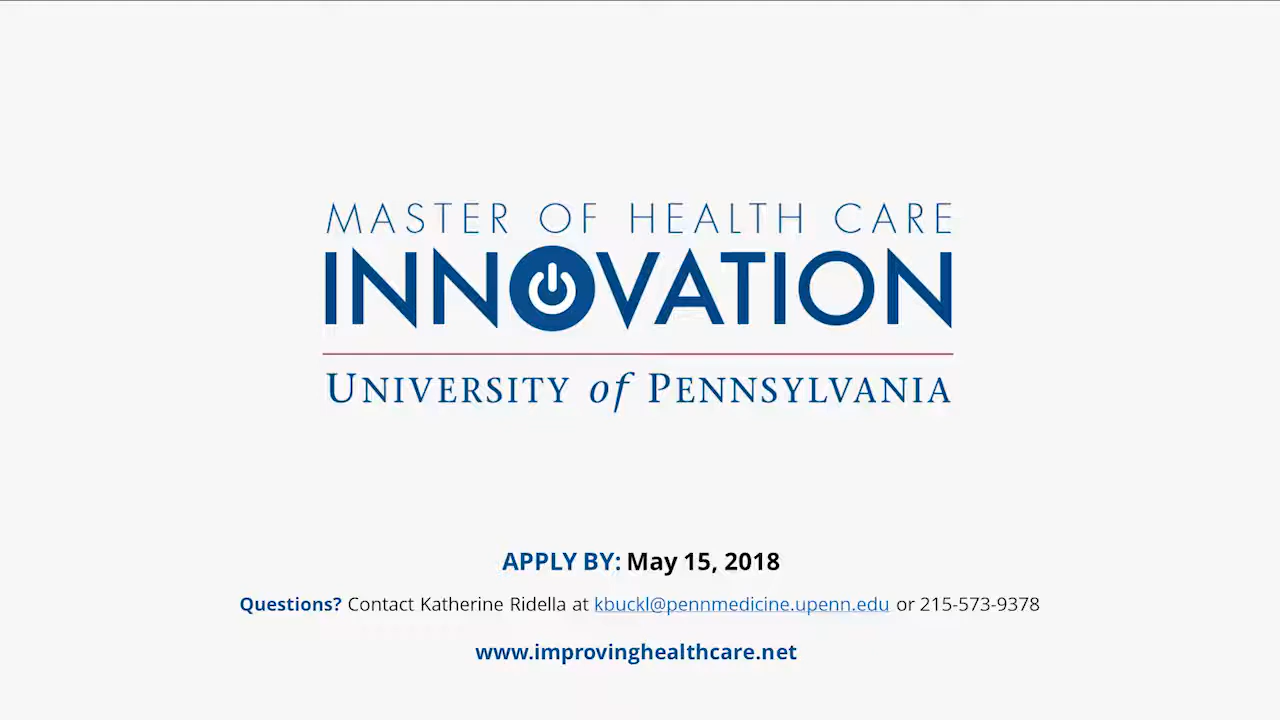 MASTER OF HEALTH CARE
INNOVATION
UNIVERSITY of PENNSYLVANIA
APPLY BY: May 15, 2018
Questions? Contact Katherine Ridella at kbuckl@pennmedicine.upenn.edu or 215-573-9378
www.improvinghealthcare.net